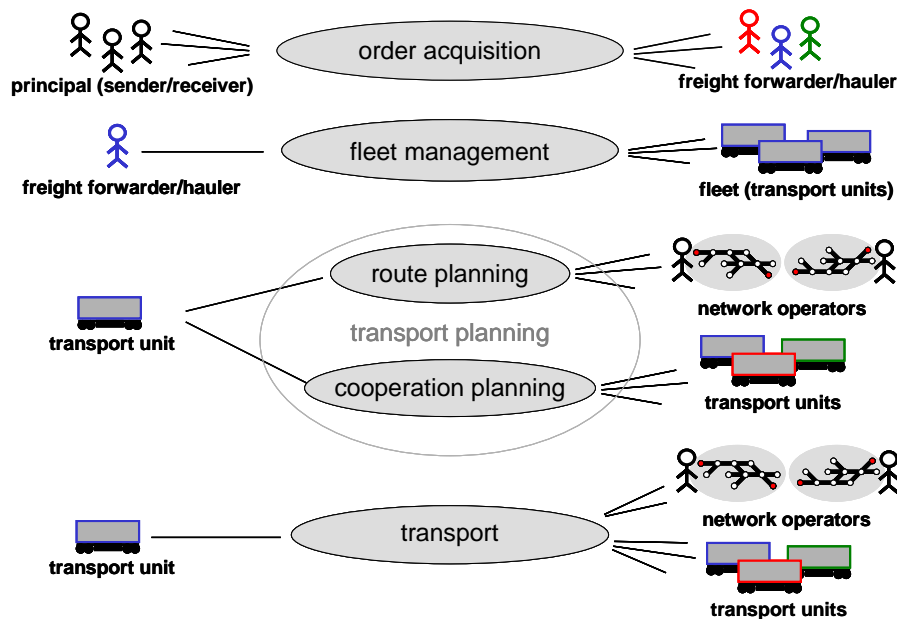 order acquisition
principal (sender/receiver)
freight forwarder/hauler
fleet management
freight forwarder/hauler
fleet (transport units)
route planning
network operators
transport planning
transport unit
cooperation planning
transport units
transport
network operators
transport unit
transport units